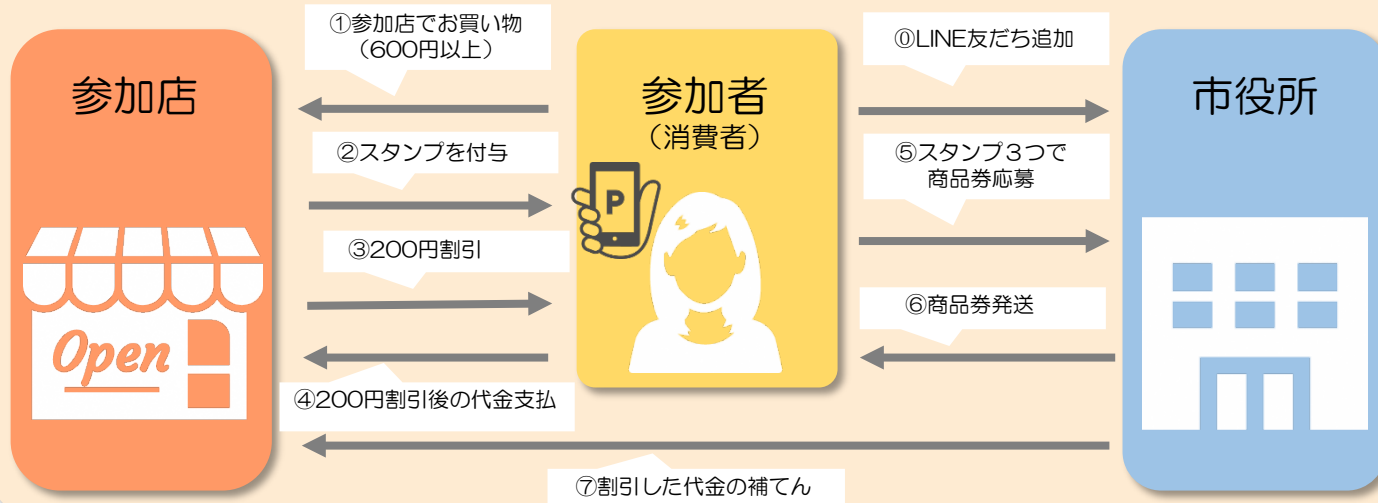 ①参加店でお買い物
（600円以上）
⓪LINE友だち追加
参加店
参加者
（消費者）
市役所
②スタンプを付与
⑤スタンプ３つで
商品券応募
P
③200円割引
⑥商品券発送
Open
④200円割引後の代金支払
⑦割引した代金の補てん